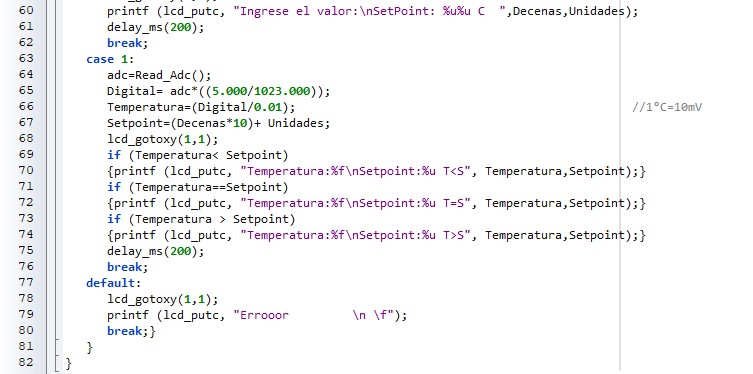 60 printf (lcd_putc, "Ingrese el valor:\nSetPoint: %u%u C  ",Decenas,Unidades);
61 delay_ms(200);
62 break;
63 case 1:
64 adc=Read_Adc();
65 Digital= adc*((5.000/1023.000));
66 Temperatura=(Digital/0.01); //1°C=10mV
67 Setpoint=(Decenas*10)+ Unidades;
68 lcd_gotoxy(1,1);
69 if (Temperatura< Setpoint)
70 {printf (lcd_putc, "Temperatura:%f\nSetpoint:%u T<S", Temperatura,Setpoint);}
71 if (Temperatura==Setpoint)
72 {printf (lcd_putc, "Temperatura:%f\nSetpoint:%u T=S", Temperatura,Setpoint);}
73 if (Temperatura > Setpoint)
74 {printf (lcd_putc, "Temperatura:%f\nSetpoint:%u T>S", Temperatura,Setpoint);}
75 delay_ms(200);
76 break;
77 default:
78 lcd_gotoxy(1,1);
79 printf (lcd_putc, "Errooor         \n \f");
80 break;}
81 }
82 }